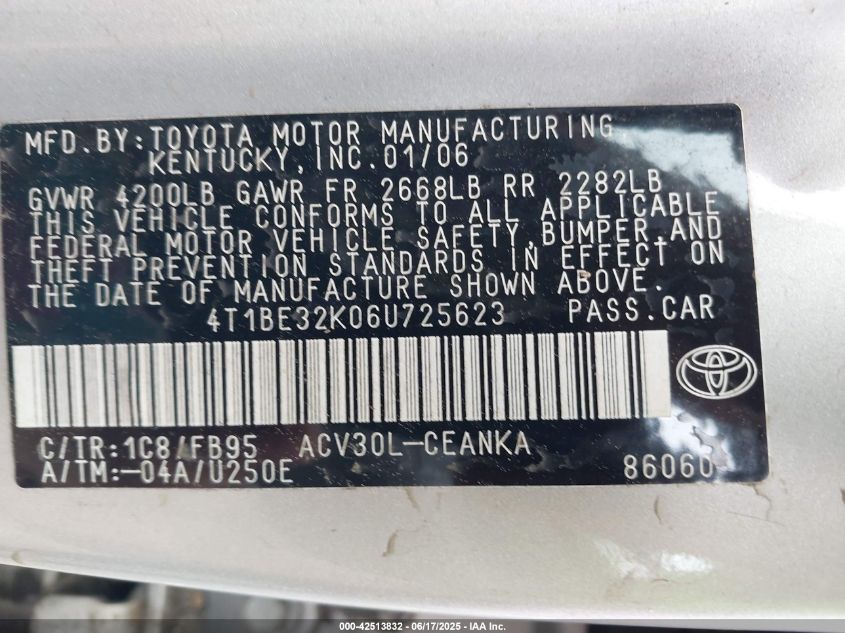 MFD.BY:TOYOTA MOTOR MANUFACTURING,
KENTUCKY,INC.01/06
GVWR 4200LB GAWR FR 2668LB RR 2282LB
THIS VEHICLE CONFORMS TO ALL APPLICABLE
FEDERAL MOTOR VEHICLE SAFETY,BUMPER,AND
THEFT PREVENTION STANDARDS IN EFFECT ON
THE DATE OF MANUFACTURE SHOWN ABOVE.
4T1BE32K06U725623 PASS.CAR
C/TR:1C8/FB95 ACV30L-CEANKA
A/TM:-04A/U250E 86060
000-42513832 - 06/17/2025 - IAA Inc.